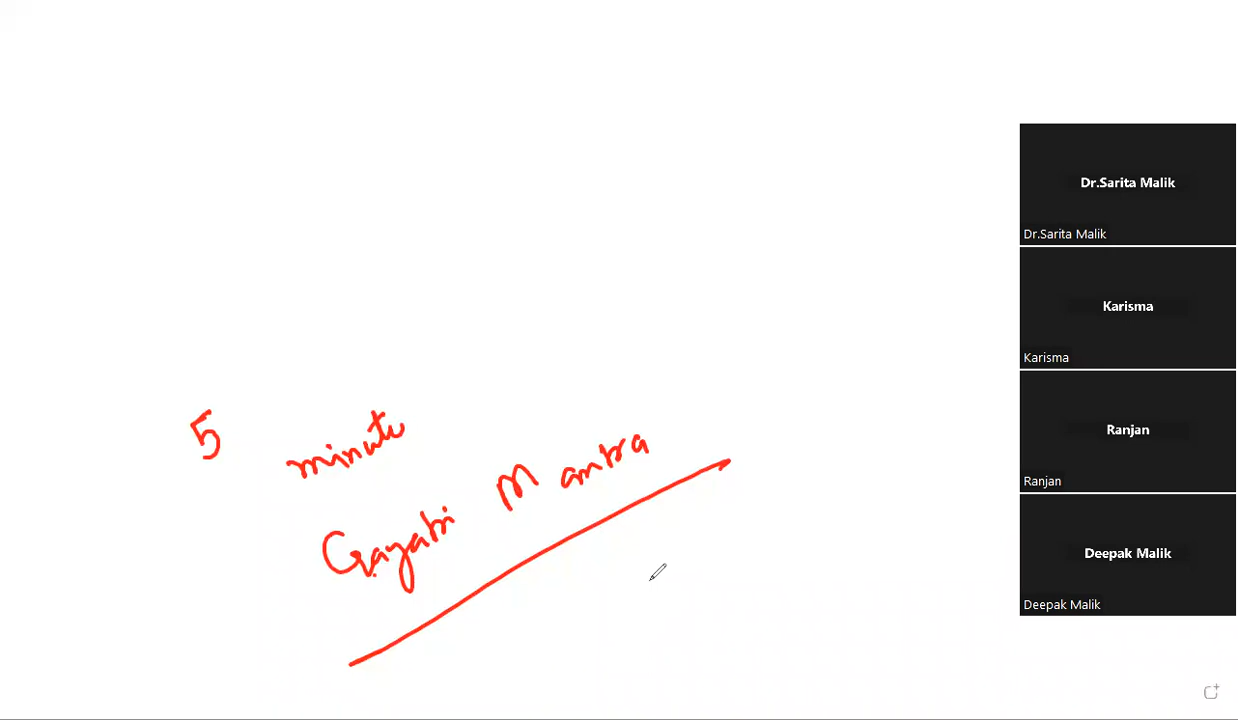 5 minute
Gayatri Mantra
Dr.Sarita Malik
Dr.Sarita Malik
Karisma
Karisma
Ranjan
Ranjan
Deepak Malik
Deepak Malik